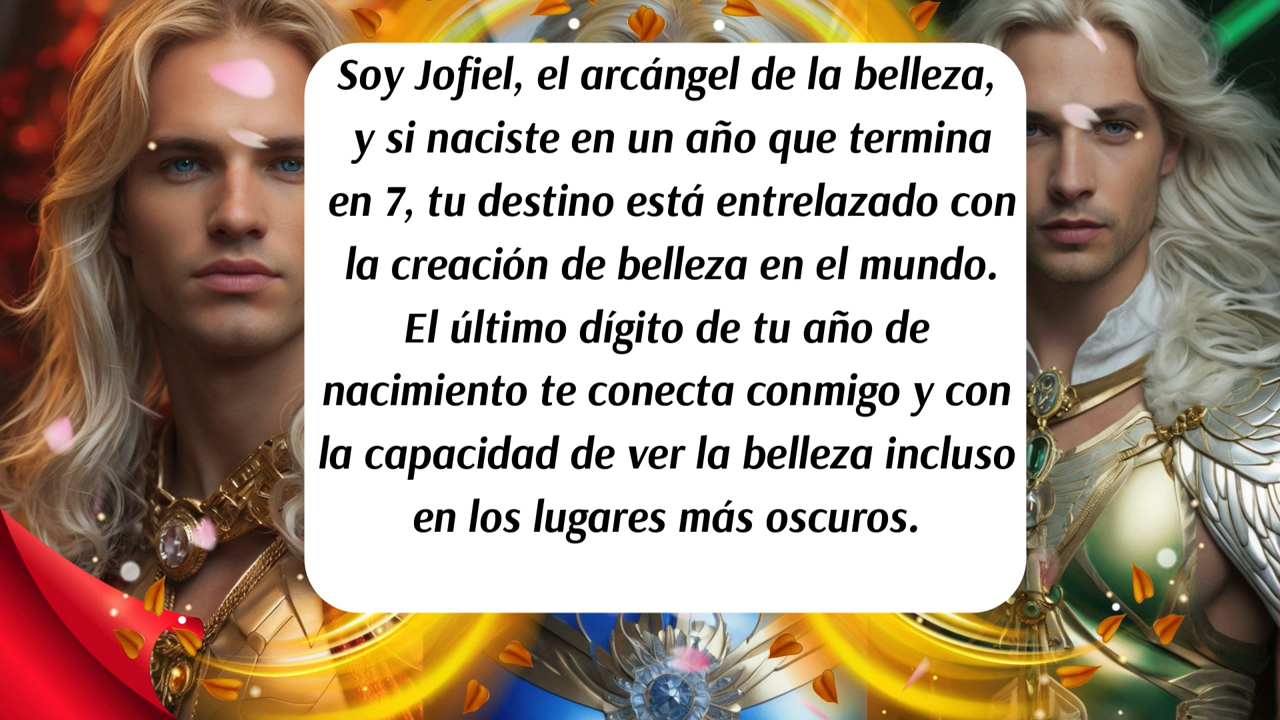 Soy Jofiel, el arcángel de la belleza,
y si naciste en un año que termina
en 7, tu destino está entrelazado con
la creación de belleza en el mundo.
El último dígito de tu año de
nacimiento te conecta conmigo y con
la capacidad de ver la belleza incluso
en los lugares más oscuros.